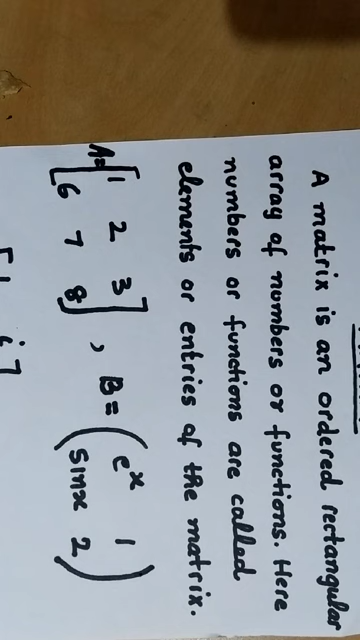 A matrix is an ordered rectangular
array of numbers or functions. Here
numbers or functions are called
elements or entries of the matrix.
A= [1 2 3
6 7 8] , B = (e^x 1
sinx 2)